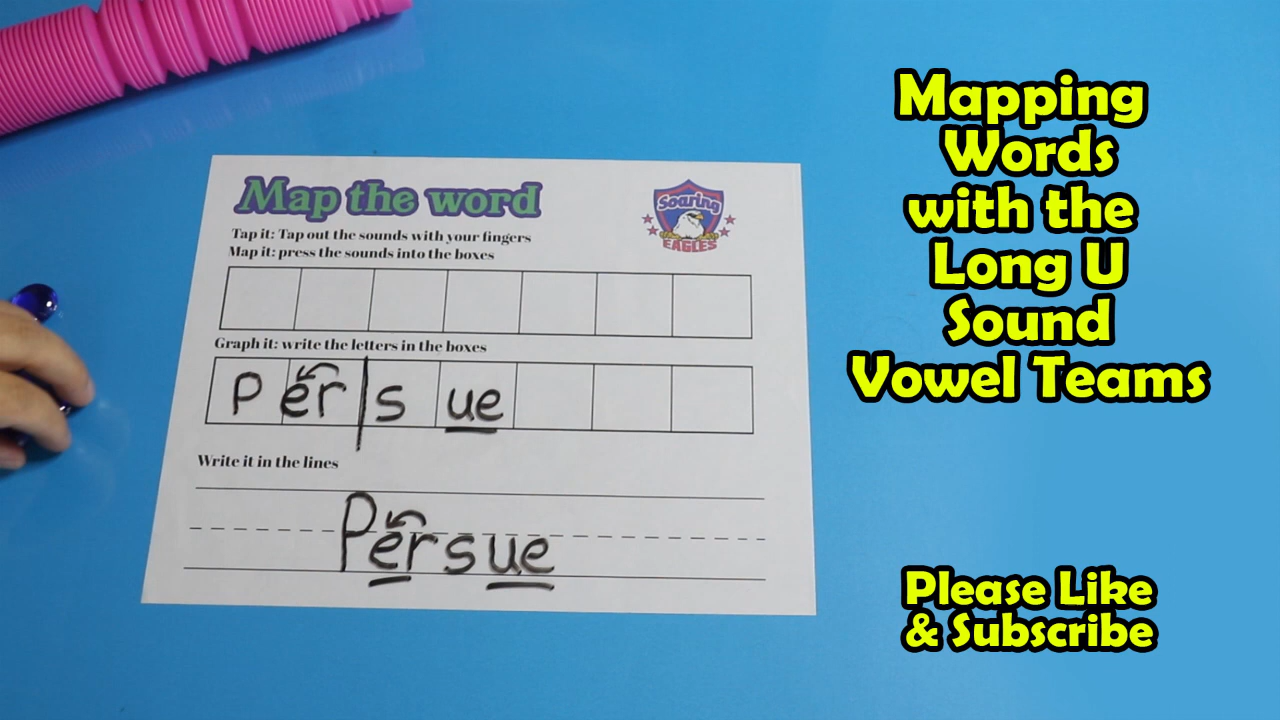 Map the word
Soaring
EAGLES
Tap it: Tap out the sounds with your fingers
Map it: press the sounds into the boxes
Graph it: write the letters in the boxes
P er s ue
Write it in the lines
Persue
Mapping
Words
with the
Long U
Sound
Vowel Teams
Please Like
& Subscribe